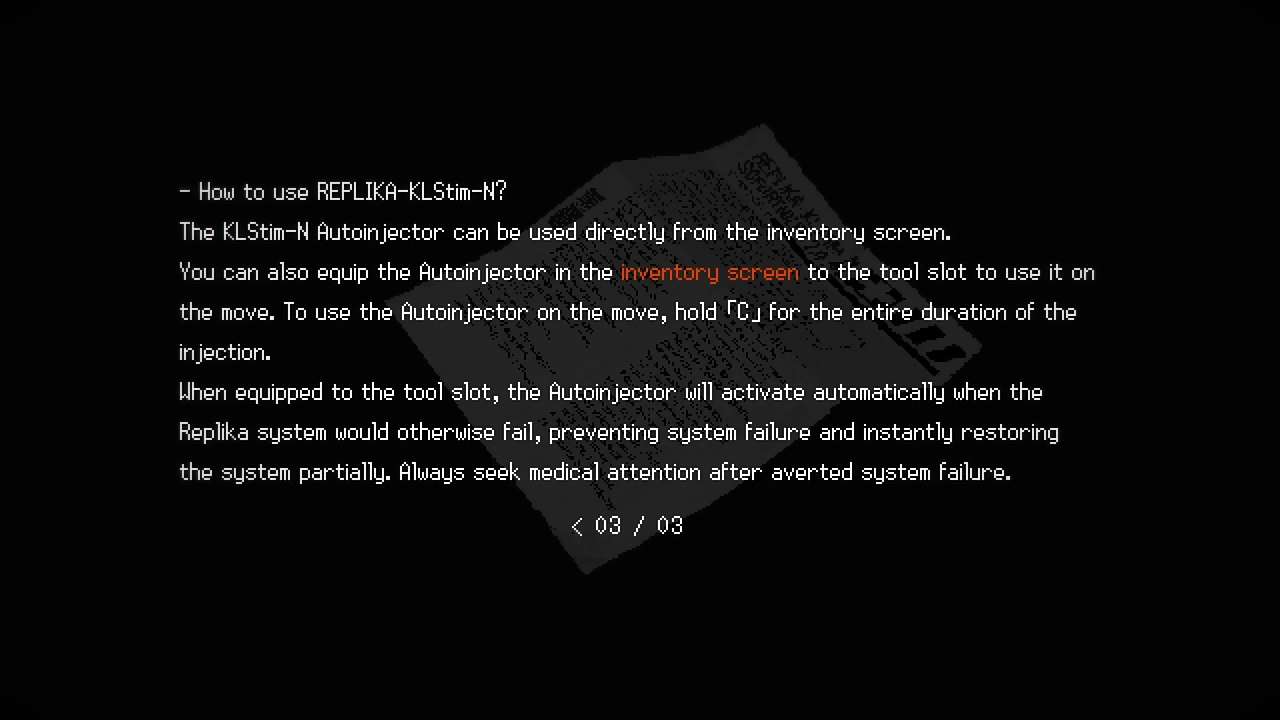 - How to use REPLIKA-KLStim-N?
The KLStim-N Autoinjector can be used directly from the inventory screen.
You can also equip the Autoinjector in the inventory screen to the tool slot to use it on
the move. To use the Autoinjector on the move, hold「C」for the entire duration of the
injection.
When equipped to the tool slot, the Autoinjector will activate automatically when the
Replika system would otherwise fail, preventing system failure and instantly restoring
the system partially. Always seek medical attention after averted system failure.
< 03 / 03